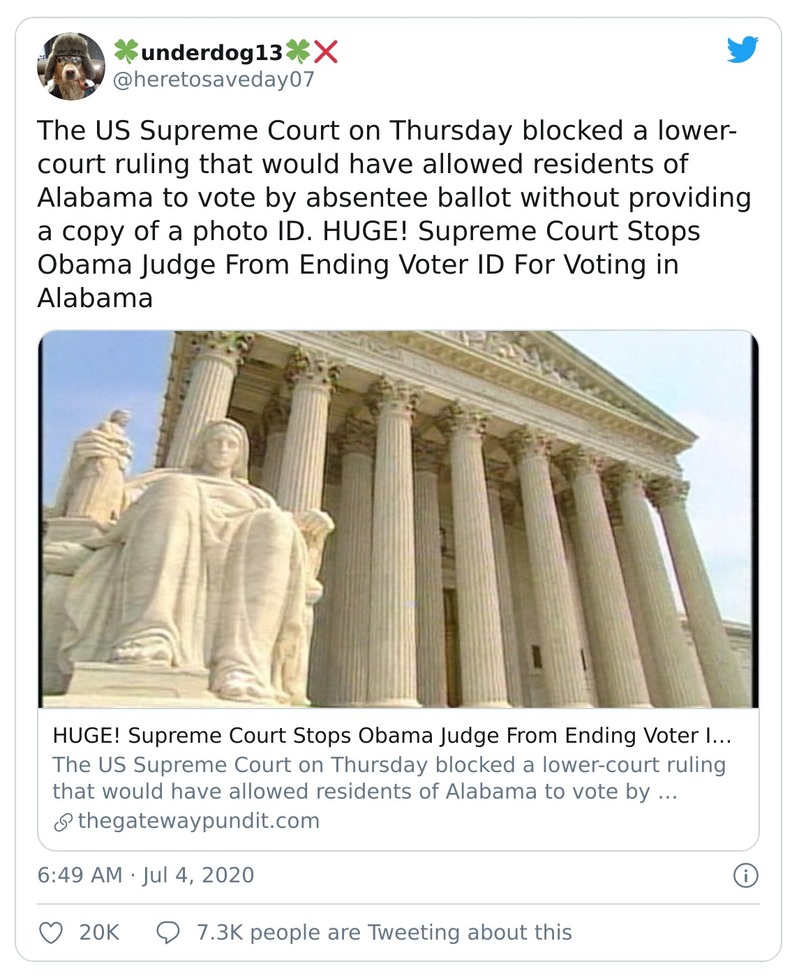 🍀underdog13🍀❌
@heretosaveday07
The US Supreme Court on Thursday blocked a lower-
court ruling that would have allowed residents of
Alabama to vote by absentee ballot without providing
a copy of a photo ID. HUGE! Supreme Court Stops
Obama Judge From Ending Voter ID For Voting in
Alabama
HUGE! Supreme Court Stops Obama Judge From Ending Voter I...
The US Supreme Court on Thursday blocked a lower-court ruling
that would have allowed residents of Alabama to vote by ...
thegatewaypundit.com
6:49 AM · Jul 4, 2020
20K 7.3K people are Tweeting about this